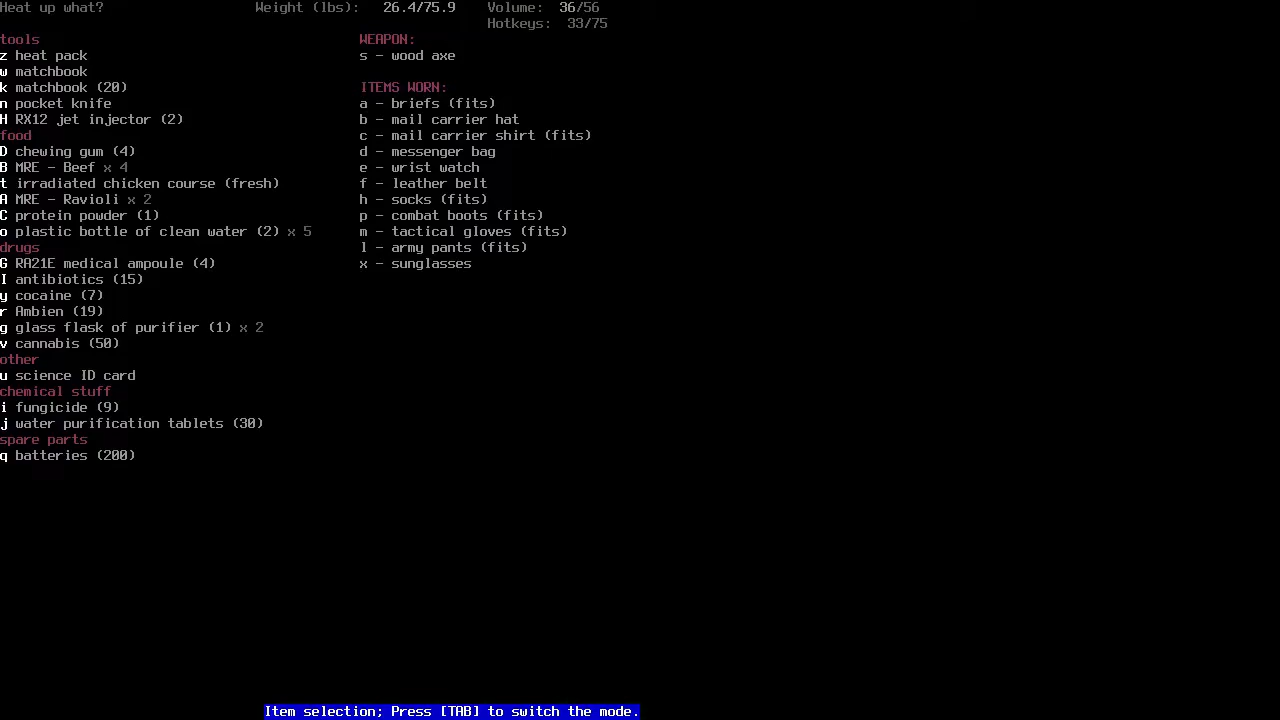 Heat up what? Weight (lbs): 26.4/75.9 Volume: 36/56
Hotkeys: 33/75
tools
z heat pack
w matchbook
k matchbook (20)
n pocket knife
H RX12 jet injector (2)
food
D chewing gum (4)
B MRE - Beef x 4
t irradiated chicken course (fresh)
A MRE - Ravioli x 2
C protein powder (1)
o plastic bottle of clean water (2) x 5
drugs
G RA21E medical ampoule (4)
I antibiotics (15)
y cocaine (7)
r Ambien (19)
g glass flask of purifier (1) x 2
v cannabis (50)
other
u science ID card
chemical stuff
i fungicide (9)
j water purification tablets (30)
spare parts
q batteries (200)
WEAPON:
s - wood axe
ITEMS WORN:
a - briefs (fits)
b - mail carrier hat
c - mail carrier shirt (fits)
d - messenger bag
e - wrist watch
f - leather belt
h - socks (fits)
p - combat boots (fits)
m - tactical gloves (fits)
l - army pants (fits)
x - sunglasses
Item selection; Press [TAB] to switch the mode.